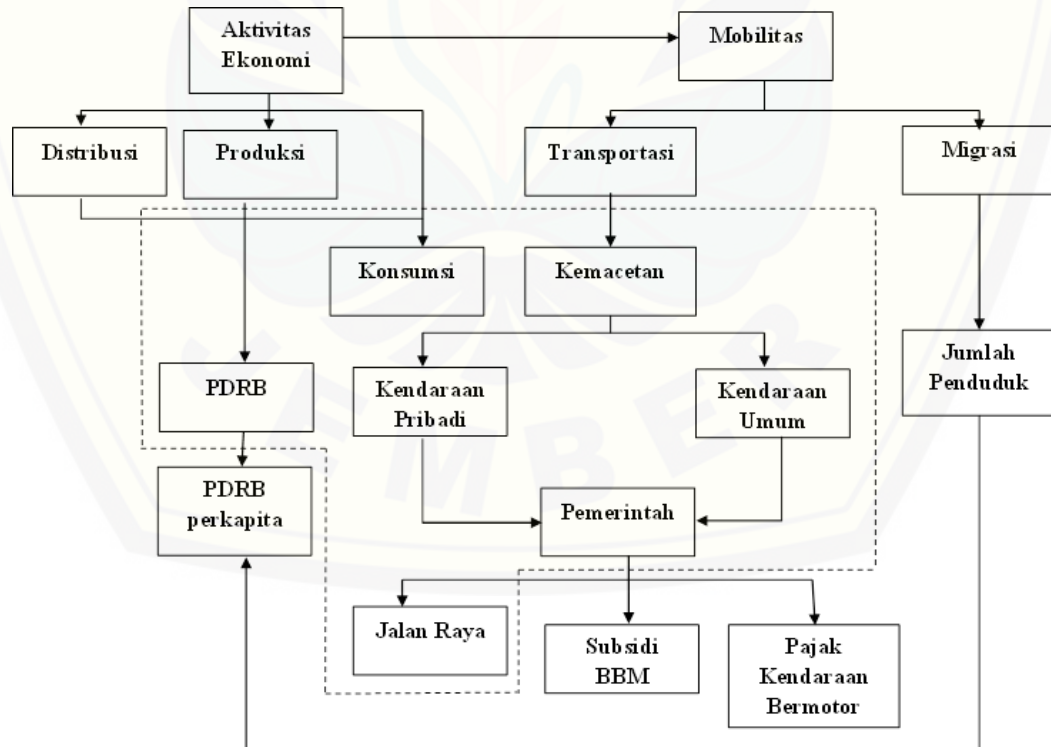 Aktivitas
Ekonomi
Mobilitas
Distribusi
Produksi
Transportasi
Migrasi
Konsumsi
Kemacetan
PDRB
Kendaraan
Pribadi
Kendaraan
Umum
Jumlah
Penduduk
PDRB
perkapita
Pemerintah
Jalan Raya
Subsidi
BBM
Pajak
Kendaraan
Bermotor
JEMBER